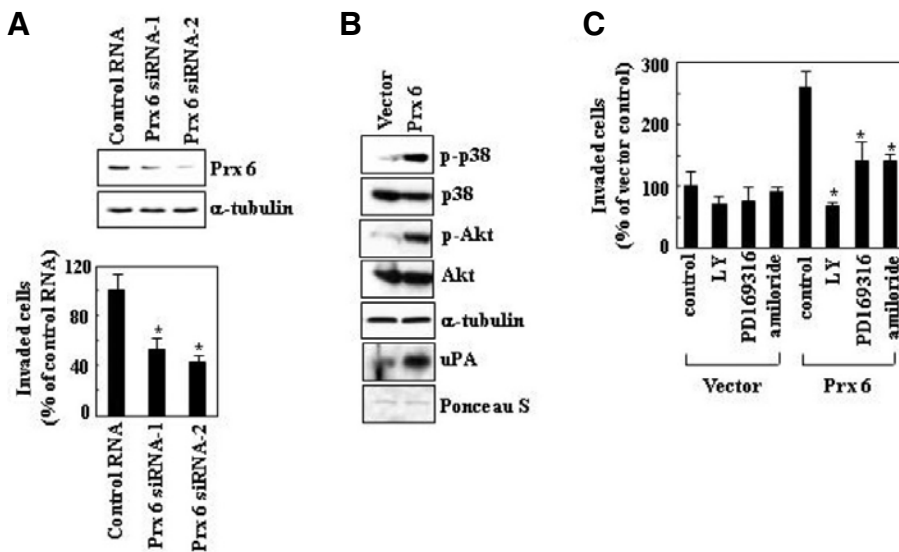 A
Control RNA
Prx 6 siRNA-1
Prx 6 siRNA-2
Prx 6
α-tubulin
Invaded cells
(% of control RNA)
120
80
40
0
Control RNA
Prx 6 siRNA-1
Prx 6 siRNA-2
*
*
B
Vector
Prx 6
p-p38
p38
p-Akt
Akt
α-tubulin
uPA
Ponceau S
C
Invaded cells
(% of vector control)
300
200
100
0
*
*
*
control
LY
PD169316
amiloride
control
LY
PD169316
amiloride
Vector
Prx 6